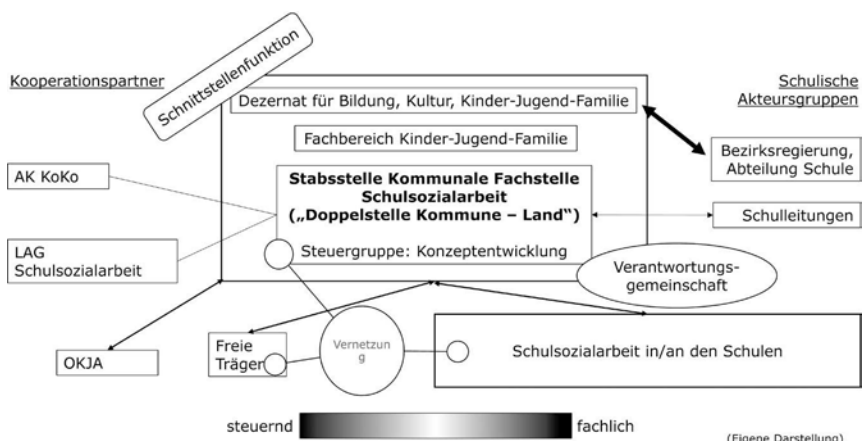 Kooperationspartner
Schnittstellenfunktion
Schulische
Akteursgruppen
Dezernat für Bildung, Kultur, Kinder-Jugend-Familie
Fachbereich Kinder-Jugend-Familie
Bezirksregierung,
Abteilung Schule
AK KoKo
Stabsstelle Kommunale Fachstelle
Schulsozialarbeit
(„Doppelstelle Kommune – Land“)
Schulleitungen
LAG
Schulsozialarbeit
Steuergruppe: Konzeptentwicklung
Verantwortungs-
gemeinschaft
OKJA
Freie
Träger
Vernetzun
g
Schulsozialarbeit in/an den Schulen
steuernd
fachlich
(Eigene Darstellung)